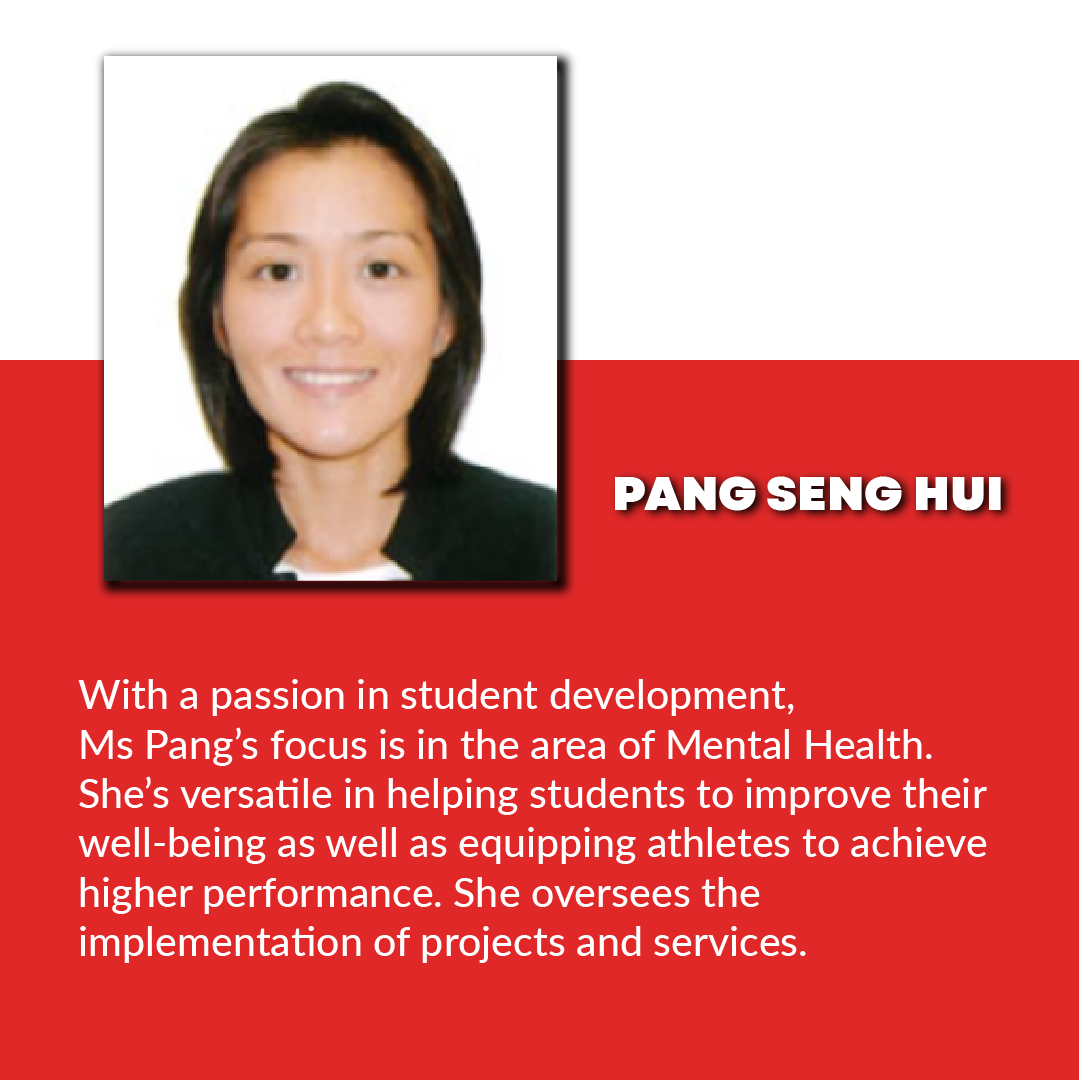 PANG SENG HUI
With a passion in student development,
Ms Pang’s focus is in the area of Mental Health.
She’s versatile in helping students to improve their
well-being as well as equipping athletes to achieve
higher performance. She oversees the
implementation of projects and services.